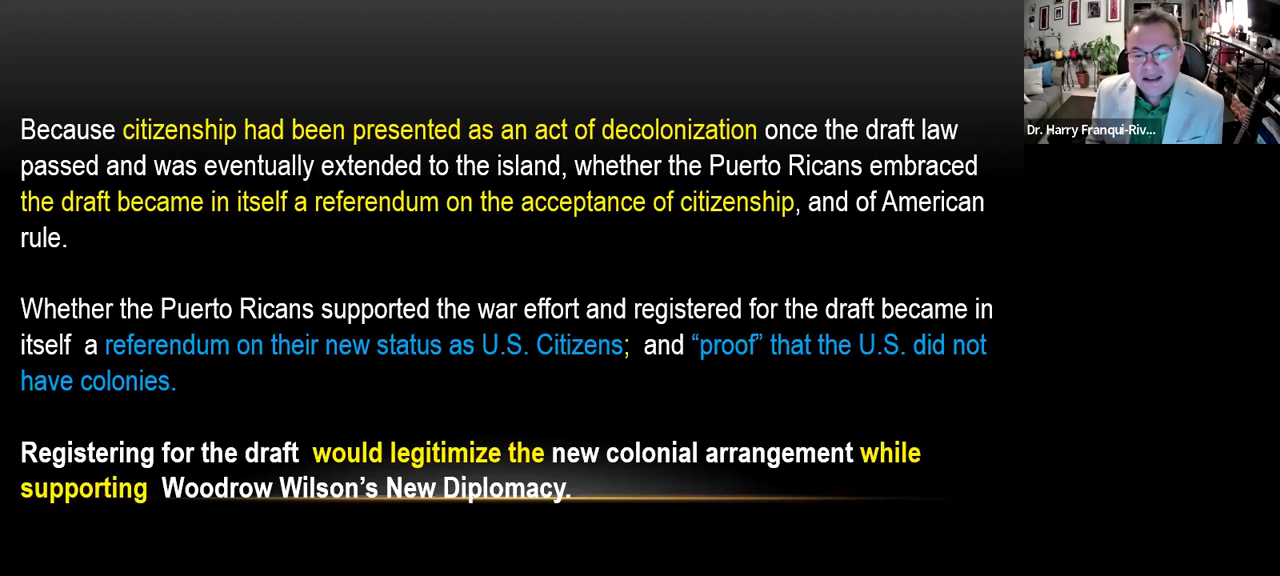 Because citizenship had been presented as an act of decolonization once the draft law
passed and was eventually extended to the island, whether the Puerto Ricans embraced
the draft became in itself a referendum on the acceptance of citizenship, and of American
rule.
Whether the Puerto Ricans supported the war effort and registered for the draft became in
itself a referendum on their new status as U.S. Citizens; and “proof” that the U.S. did not
have colonies.
Registering for the draft would legitimize the new colonial arrangement while
supporting Woodrow Wilson’s New Diplomacy.
Dr. Harry Franqui-Riv...